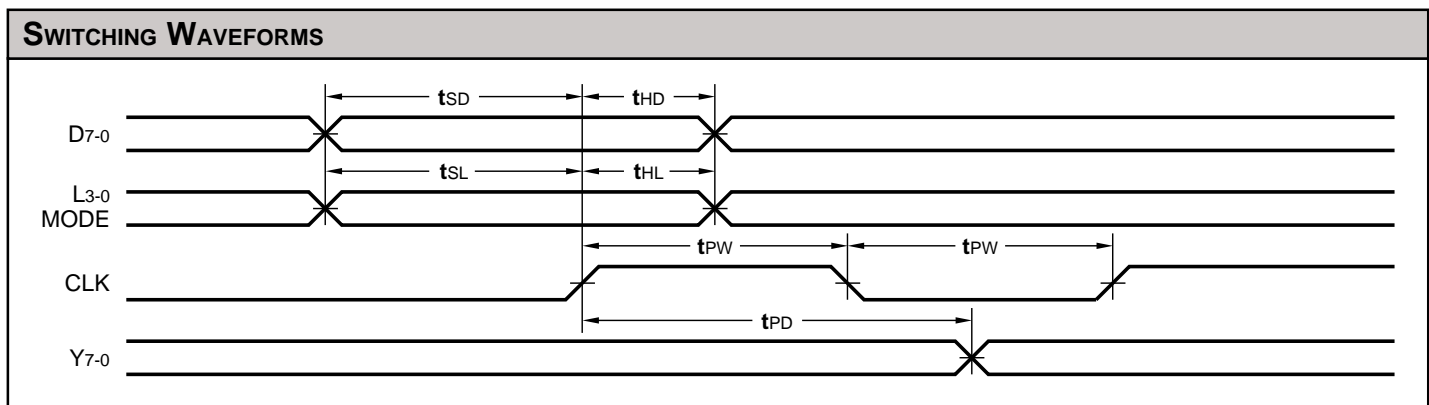 SWITCHING WAVEFORMS
tSD tHD
D7-0
tSL tHL
L3-0
MODE
tPW tPW
CLK
tPD
Y7-0